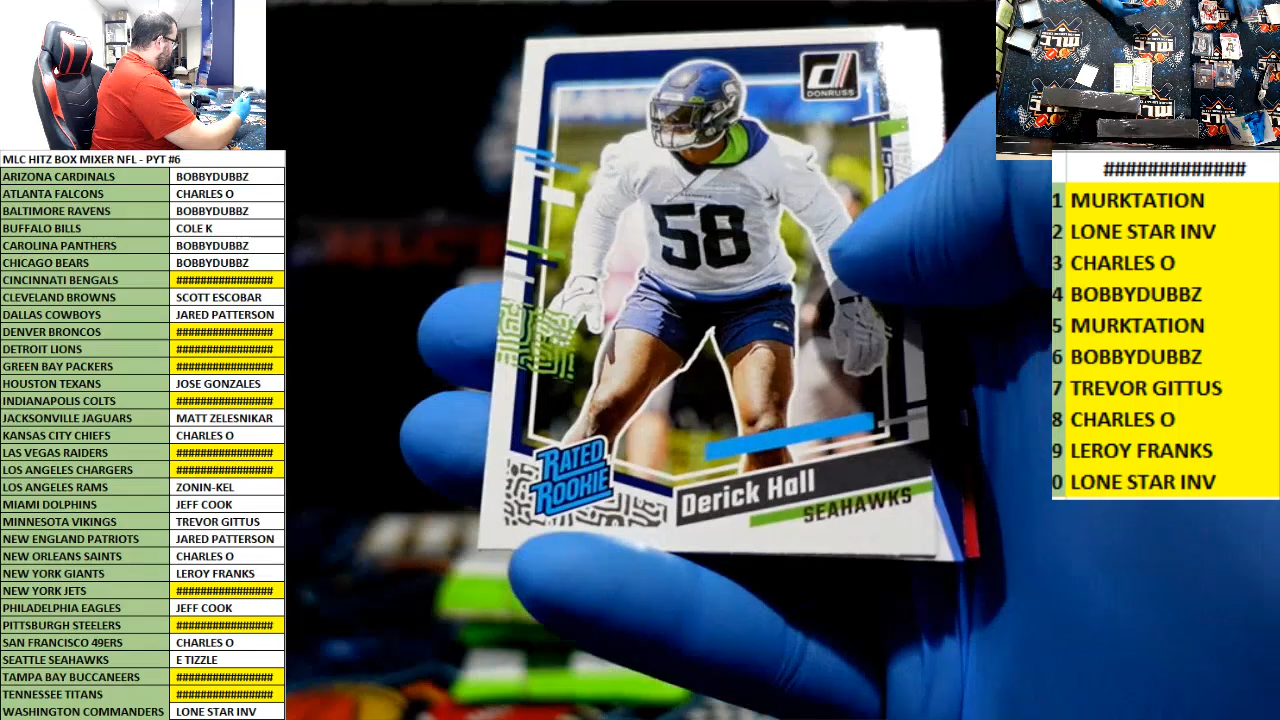 MLC HITZ BOX MIXER NFL - PYT #6
ARIZONA CARDINALS BOBBYDUBBZ
ATLANTA FALCONS CHARLES O
BALTIMORE RAVENS BOBBYDUBBZ
BUFFALO BILLS COLE K
CAROLINA PANTHERS BOBBYDUBBZ
CHICAGO BEARS BOBBYDUBBZ
CINCINNATI BENGALS ################
CLEVELAND BROWNS SCOTT ESCOBAR
DALLAS COWBOYS JARED PATTERSON
DENVER BRONCOS ################
DETROIT LIONS ################
GREEN BAY PACKERS ################
HOUSTON TEXANS JOSE GONZALES
INDIANAPOLIS COLTS ################
JACKSONVILLE JAGUARS MATT ZELESNIKAR
KANSAS CITY CHIEFS CHARLES O
LAS VEGAS RAIDERS ################
LOS ANGELES CHARGERS ################
LOS ANGELES RAMS ZONIN-KEL
MIAMI DOLPHINS JEFF COOK
MINNESOTA VIKINGS TREVOR GITTUS
NEW ENGLAND PATRIOTS JARED PATTERSON
NEW ORLEANS SAINTS CHARLES O
NEW YORK GIANTS LEROY FRANKS
NEW YORK JETS ################
PHILADELPHIA EAGLES JEFF COOK
PITTSBURGH STEELERS ################
SAN FRANCISCO 49ERS CHARLES O
SEATTLE SEAHAWKS E TIZZLE
TAMPA BAY BUCCANEERS ################
TENNESSEE TITANS ################
WASHINGTON COMMANDERS LONE STAR INV
d
DONRUSS
58
RATED
ROOKIE
Derick Hall
SEAHAWKS
#############
1 MURKTATION
2 LONE STAR INV
3 CHARLES O
4 BOBBYDUBBZ
5 MURKTATION
6 BOBBYDUBBZ
7 TREVOR GITTUS
8 CHARLES O
9 LEROY FRANKS
0 LONE STAR INV